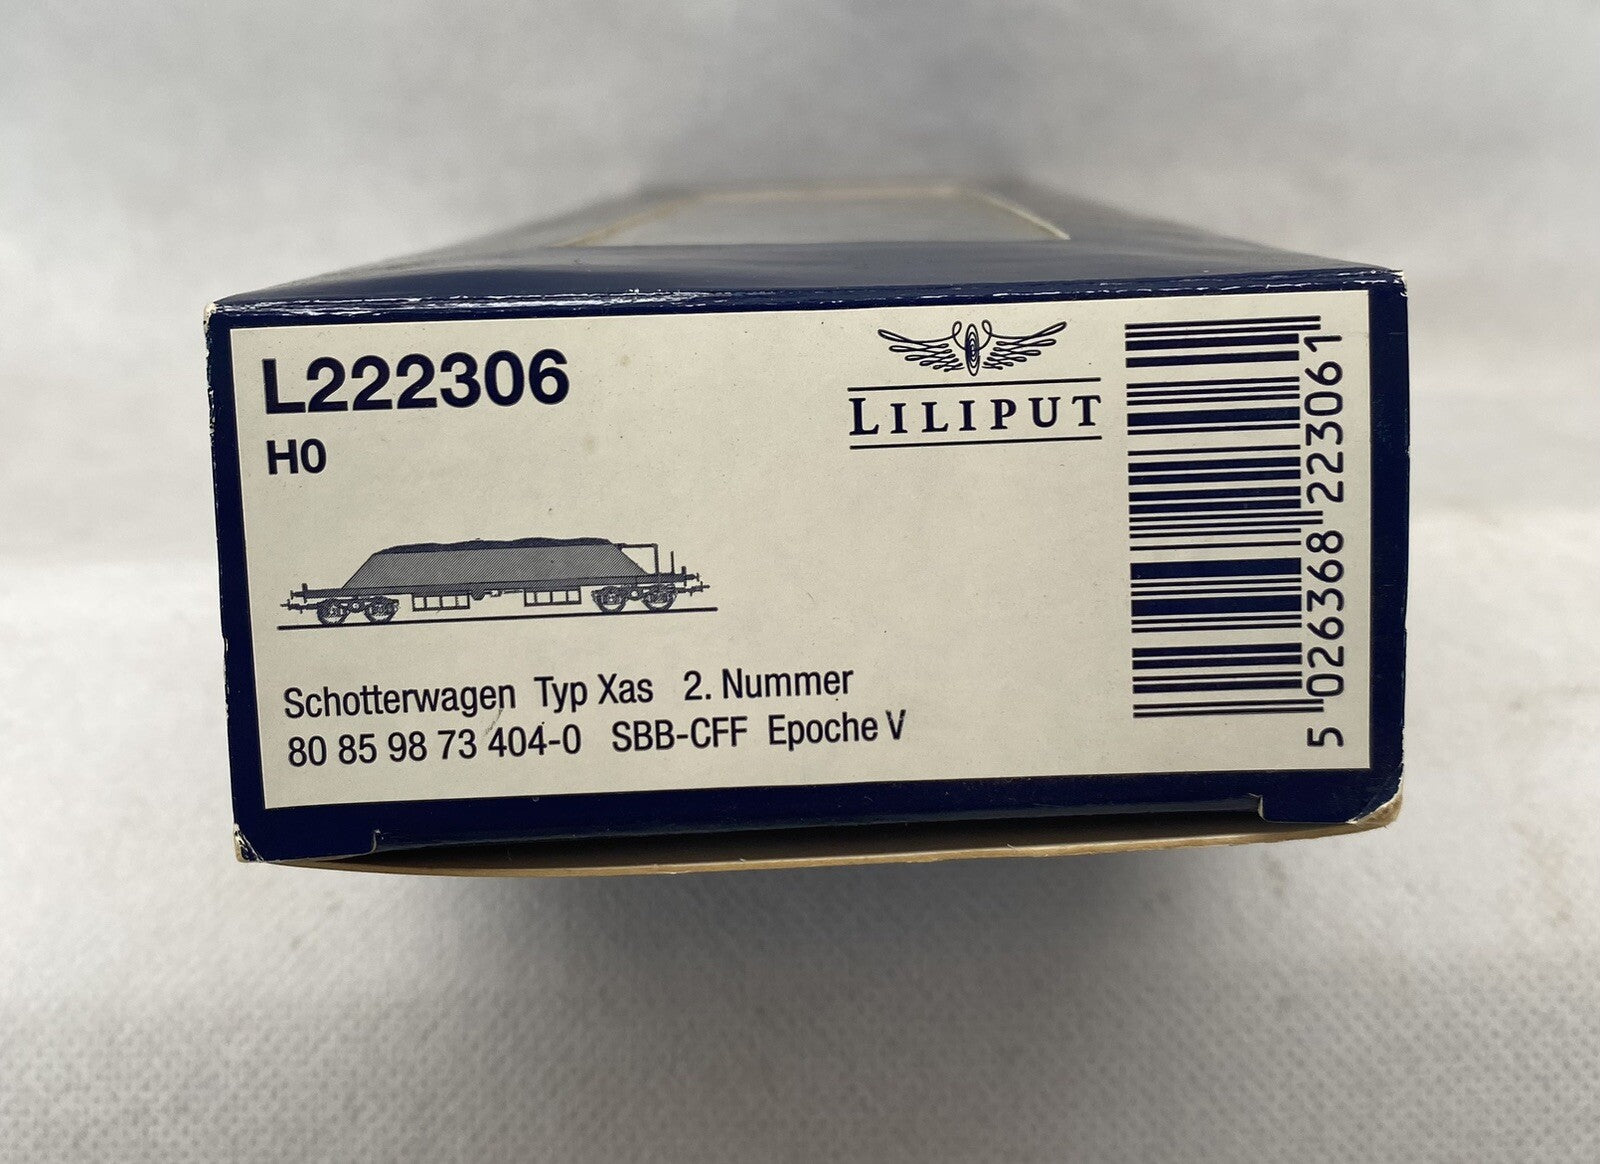 L222306
H0
LILIPUT
Schotterwagen Typ Xas 2. Nummer
80 85 98 73 404-0 SBB-CFF Epoche V
5 026368 223061